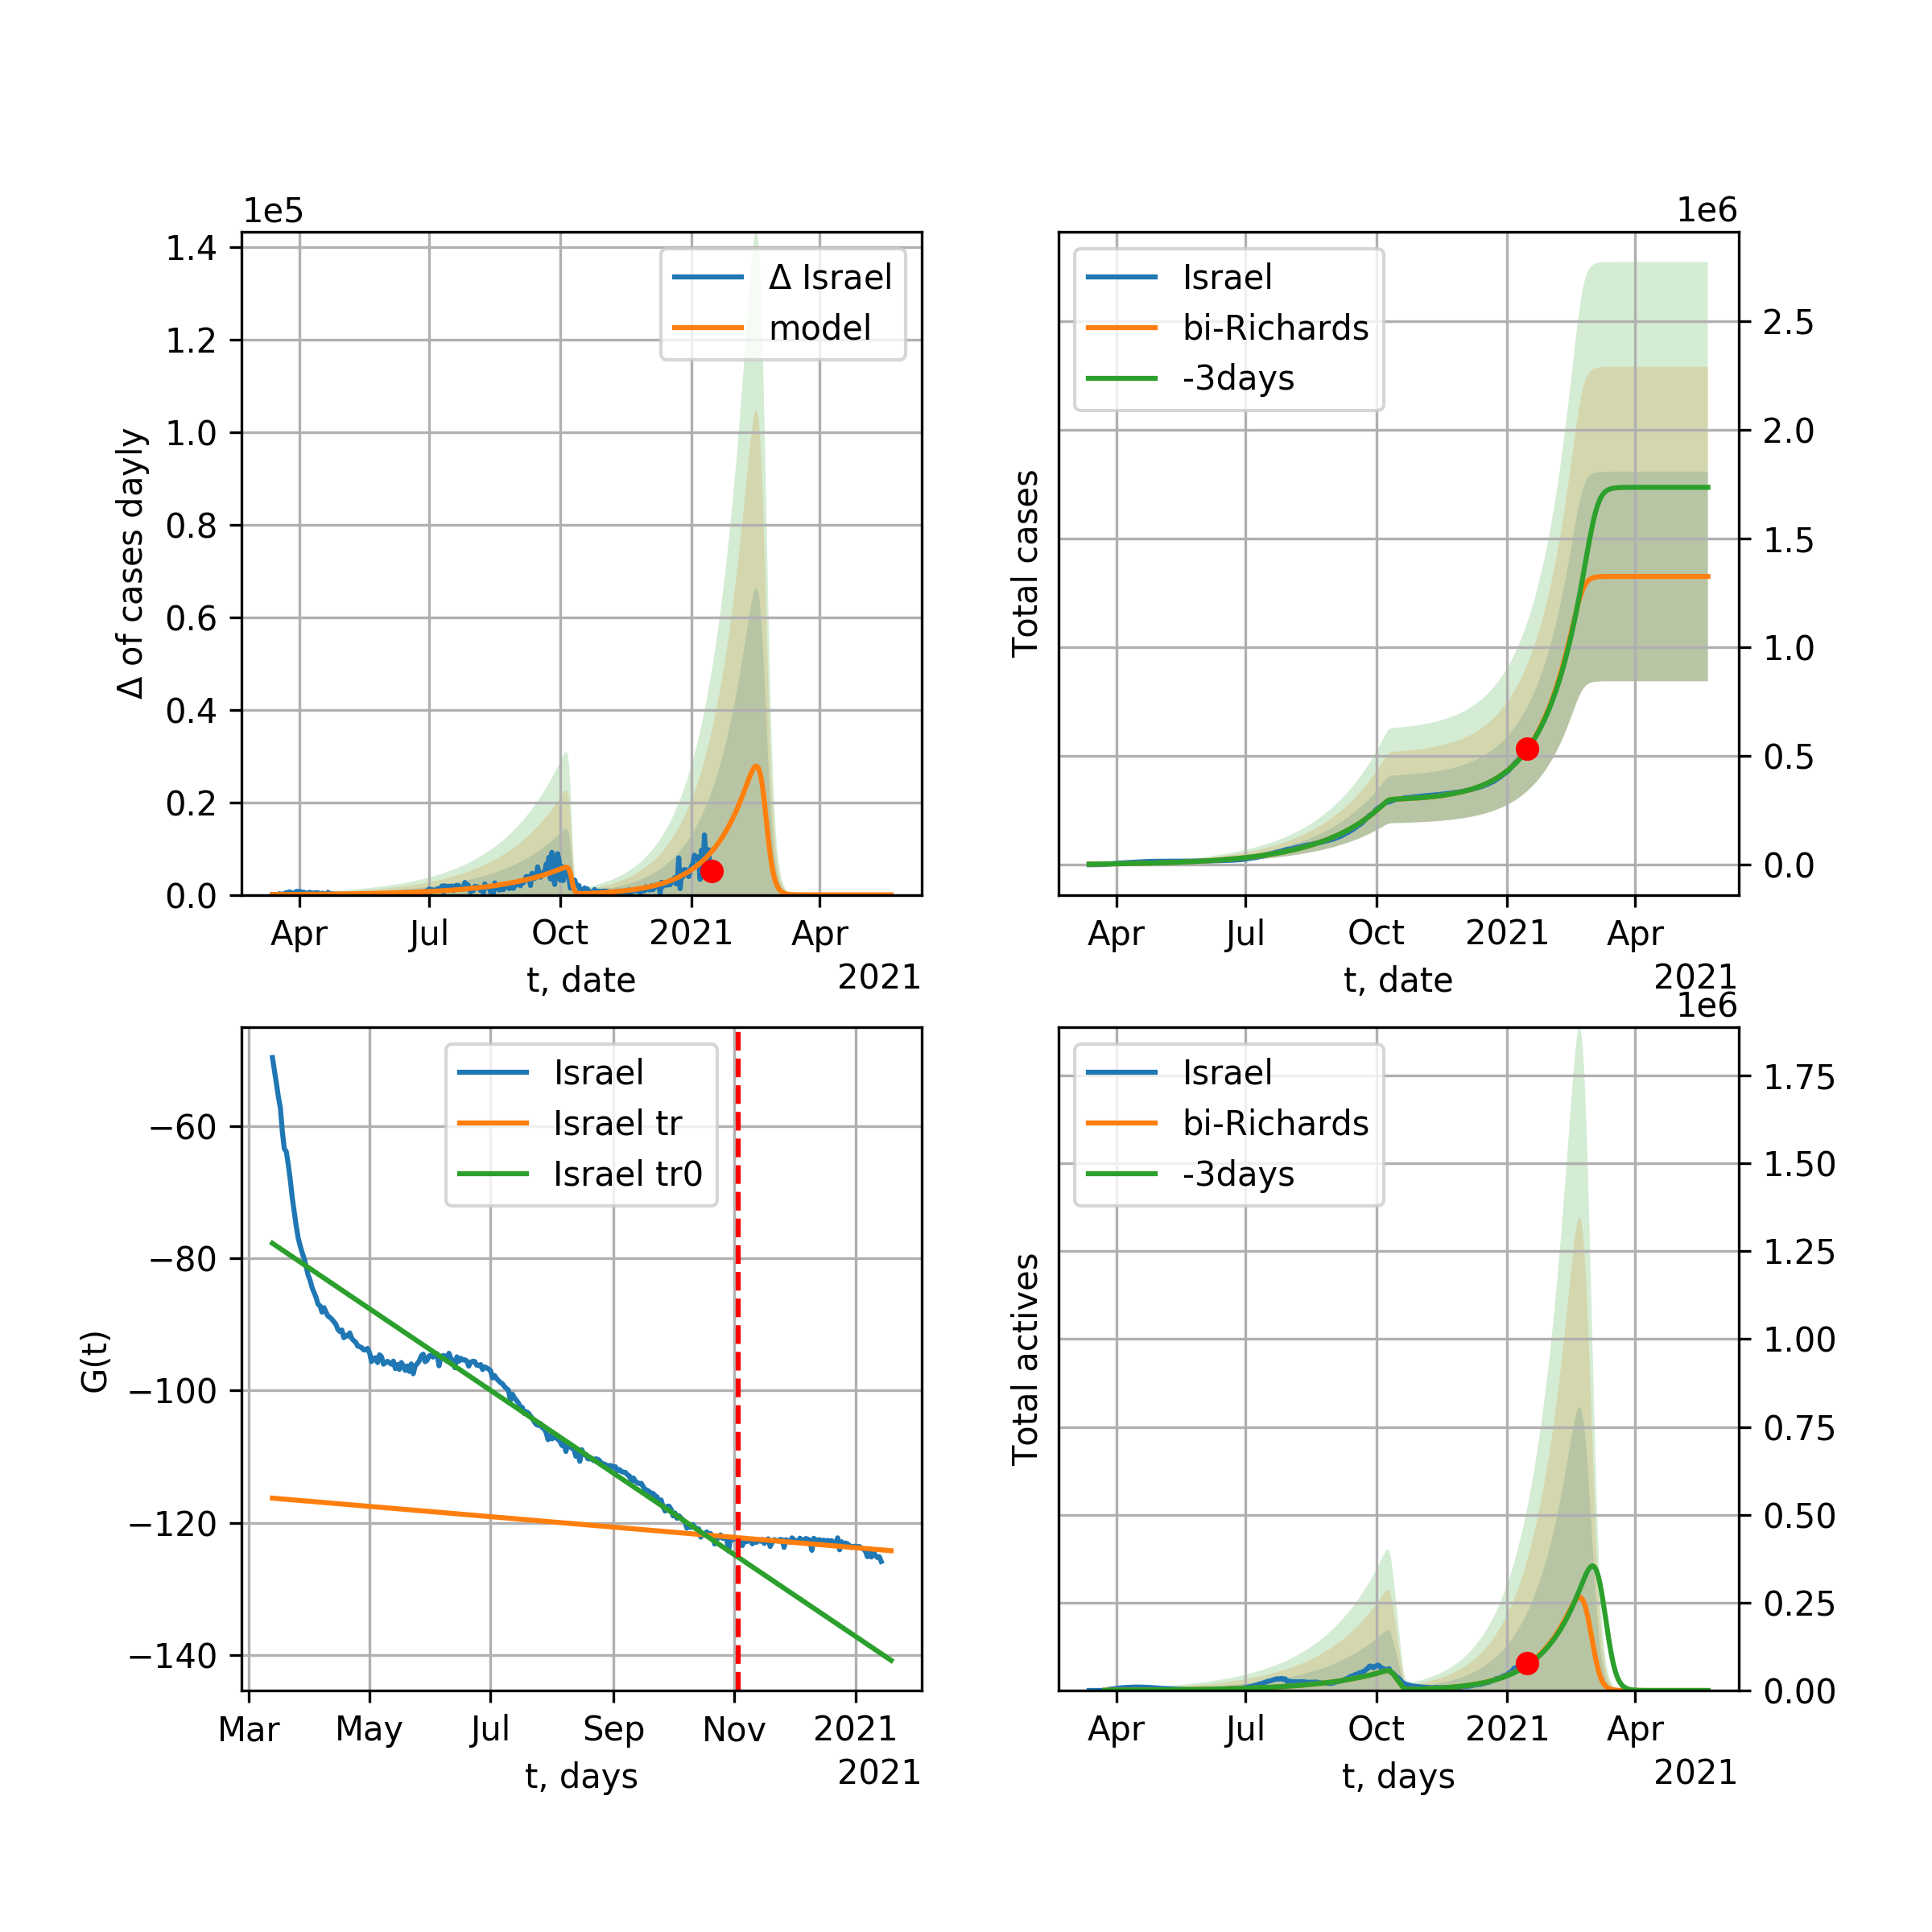 1e5
1.4
1.2
1.0
0.8
0.6
0.4
0.2
0.0
Δ of cases dayly
Δ Israel
model
Apr Jul Oct 2021 Apr
t, date
2021
1e6
Israel
bi-Richards
-3days
Total cases
2.5
2.0
1.5
1.0
0.5
0.0
Apr Jul Oct 2021 Apr
t, date
2021
Israel
Israel tr
Israel tr0
G(t)
−60
−80
−100
−120
−140
Mar May Jul Sep Nov 2021
t, days
2021
1e6
Israel
bi-Richards
-3days
Total actives
1.75
1.50
1.25
1.00
0.75
0.50
0.25
0.00
Apr Jul Oct 2021 Apr
t, days
2021